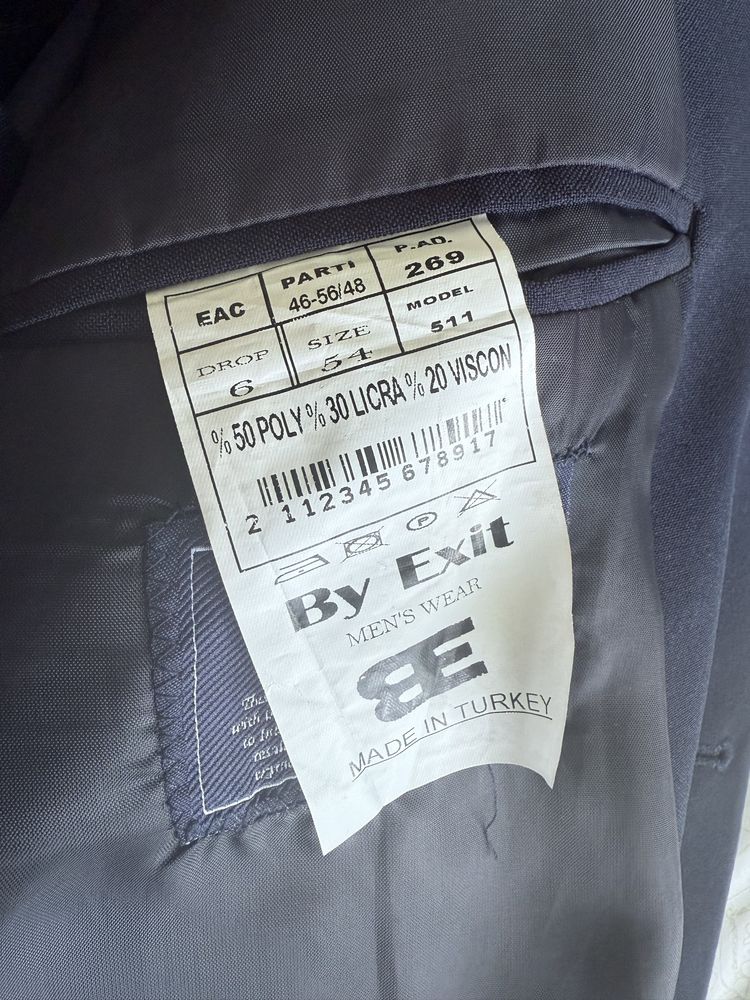 EAC
PARTI
46-56/48
P.AD.
269
DROP
6
SIZE
54
MODEL
511
%50 POLY %30 LICRA %20 VISCON
2 112345 678917
P
By Exit
MEN'S WEAR
BE
MADE IN TURKEY